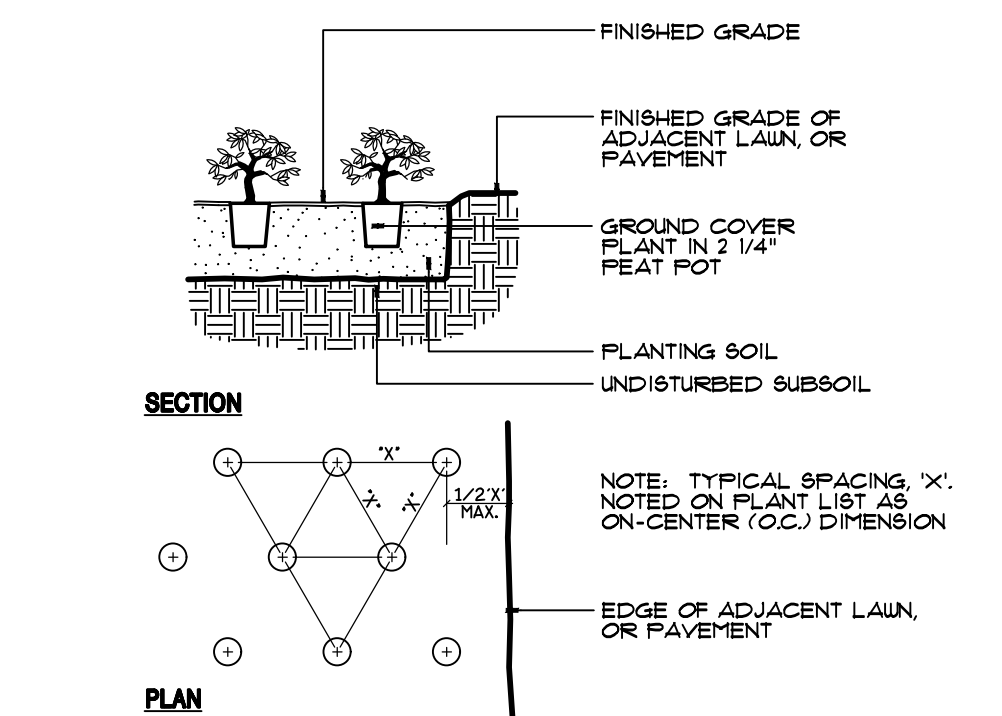 FINISHED GRADE
FINISHED GRADE OF
ADJACENT LAWN, OR
PAVEMENT
GROUND COVER
PLANT IN 2 1/4"
PEAT POT
PLANTING SOIL
UNDISTURBED SUBSOIL
SECTION
"X"
"X"
"X"
1/2"X"
MAX.
NOTE: TYPICAL SPACING, 'X'.
NOTED ON PLANT LIST AS
ON-CENTER (O.C.) DIMENSION
EDGE OF ADJACENT LAWN,
OR PAVEMENT
PLAN